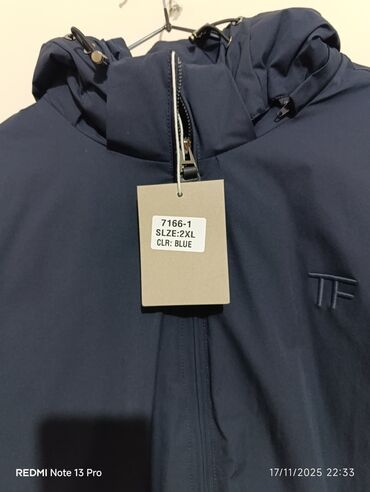 7166-1
SLZE:2XL
CLR: BLUE
TF
REDMI Note 13 Pro
17/11/2025 22:33